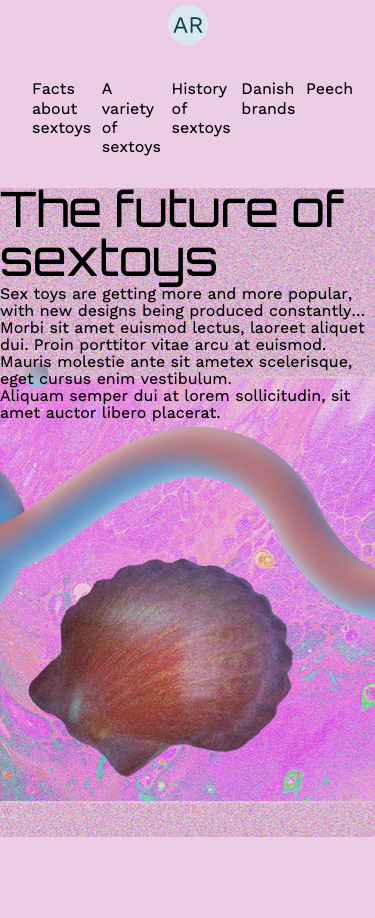 AR
Facts about sextoys
A variety of sextoys
History of sextoys
Danish brands
Peech
The future of
sextoys
Sex toys are getting more and more popular,
with new designs being produced constantly...
Morbi sit amet euismod lectus, laoreet aliquet
dui. Proin porttitor vitae arcu at euismod.
Mauris molestie ante sit ametex scelerisque,
eget cursus enim vestibulum.
Aliquam semper dui at lorem sollicitudin, sit
amet auctor libero placerat.